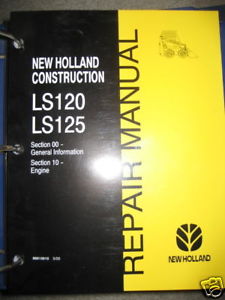 NEW HOLLAND
CONSTRUCTION
LS120
LS125
Section 00 -
General Information
Section 10 -
Engine
REPAIR MANUAL
NEW HOLLAND